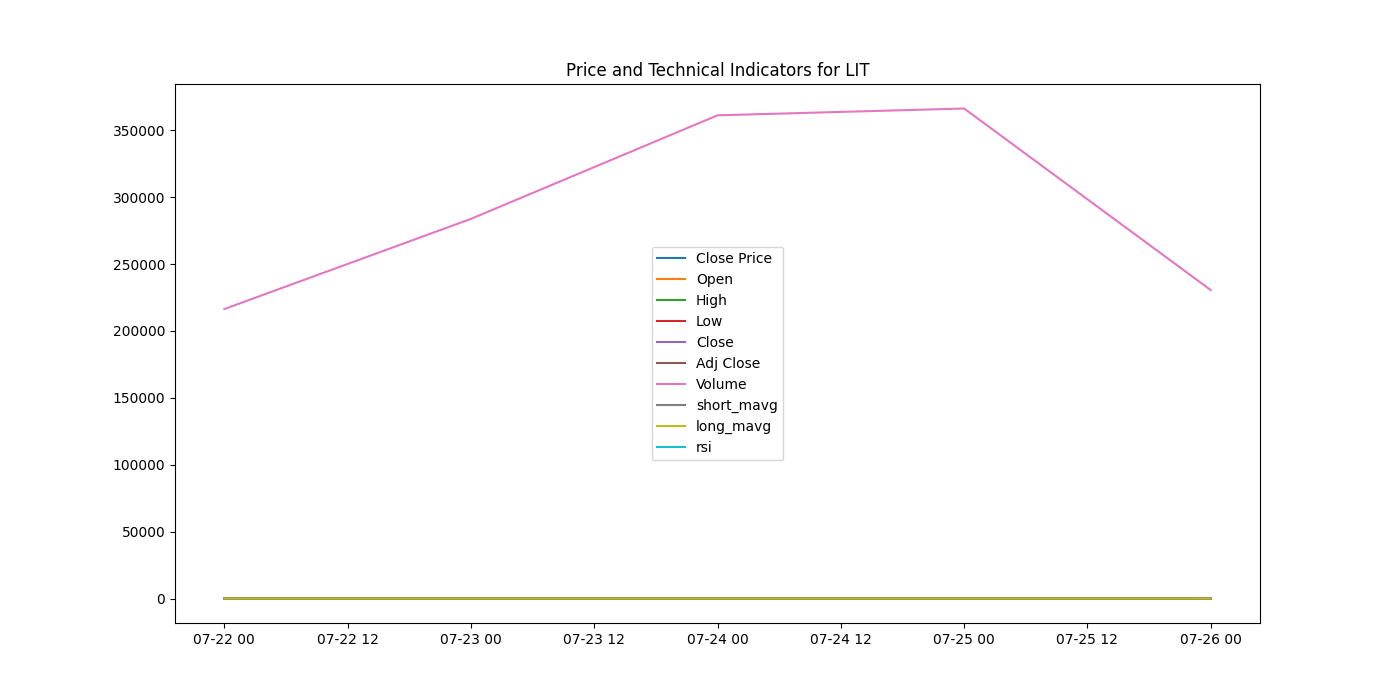 Price and Technical Indicators for LIT
350000
300000
250000
200000
150000
100000
50000
0
Close Price
Open
High
Low
Close
Adj Close
Volume
short_mavg
long_mavg
rsi
07-22 00 07-22 12 07-23 00 07-23 12 07-24 00 07-24 12 07-25 00 07-25 12 07-26 00